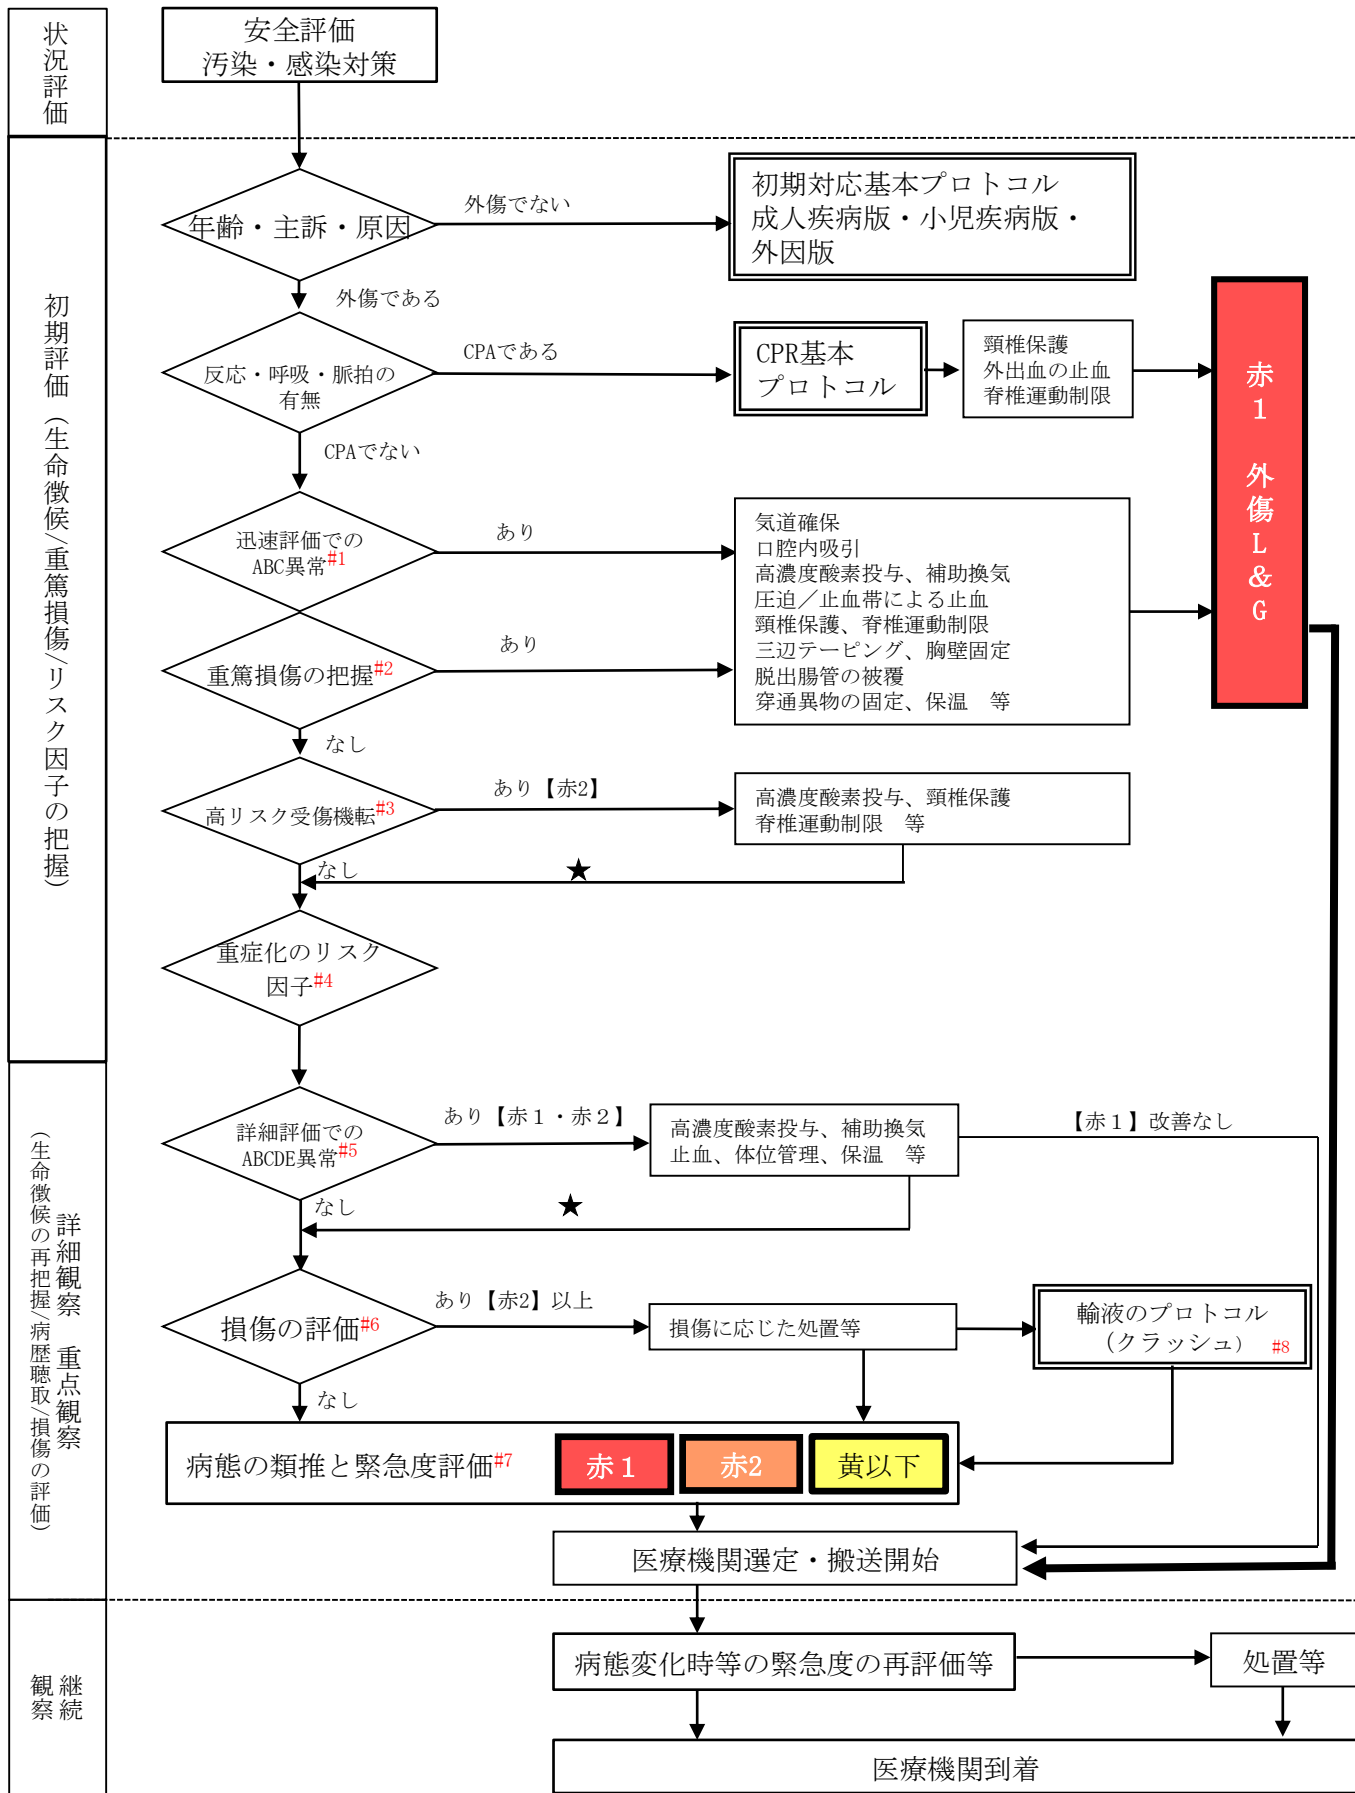 状況評価
安全評価
汚染・感染対策
初期評価（生命徴候/重篤損傷/リスク因子の把握）
年齢・主訴・原因
外傷でない
初期対応基本プロトコル
成人疾病版・小児疾病版・
外因版
外傷である
反応・呼吸・脈拍の
有無
CPAである
CPR基本
プロトコル
頸椎保護
外出血の止血
脊椎運動制限
赤1 外傷L&G
CPAでない
迅速評価での
ABC異常#1
あり
気道確保
口腔内吸引
高濃度酸素投与、補助換気
圧迫／止血帯による止血
頸椎保護、脊椎運動制限
三辺テーピング、胸壁固定
脱出腸管の被覆
穿通異物の固定、保温　等
重篤損傷の把握#2
あり
なし
高リスク受傷機転#3
あり【赤2】
高濃度酸素投与、頸椎保護
脊椎運動制限　等
なし
★
重症化のリスク
因子#4
詳細観察　重点観察
（生命徴候の再把握/病歴聴取/損傷の評価）
詳細評価での
ABCDE異常#5
あり【赤１・赤２】
高濃度酸素投与、補助換気
止血、体位管理、保温　等
【赤１】改善なし
なし
★
損傷の評価#6
あり【赤2】以上
損傷に応じた処置等
輸液のプロトコル
（クラッシュ） #8
なし
病態の類推と緊急度評価#7
赤１
赤2
黄以下
医療機関選定・搬送開始
継続
観察
病態変化時等の緊急度の再評価等
処置等
医療機関到着